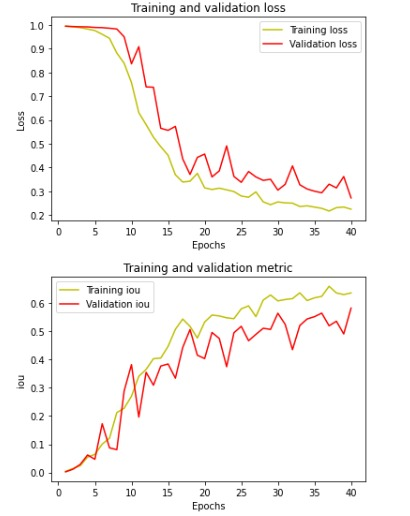 Training and validation loss
1.0
0.9
0.8
0.7
0.6
0.5
0.4
0.3
0.2
Loss
Training loss
Validation loss
0 5 10 15 20 25 30 35 40
Epochs
Training and validation metric
0.6
0.5
0.4
0.3
0.2
0.1
0.0
iou
Training iou
Validation iou
0 5 10 15 20 25 30 35 40
Epochs